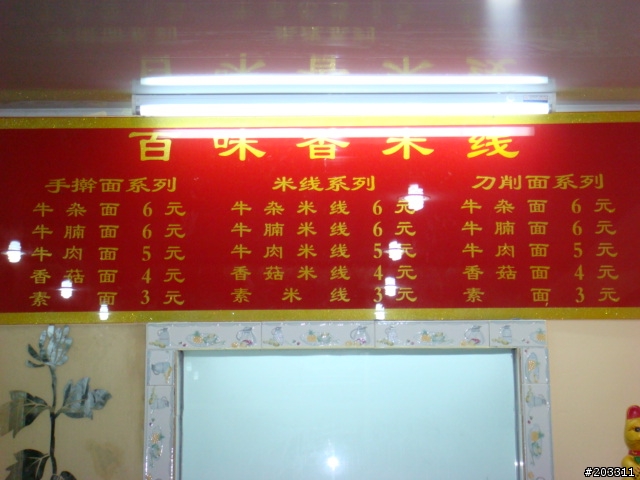 百味香米线
手擀面系列
牛杂面 6元
牛腩面 6元
牛肉面 5元
香菇面 4元
素面 3元
米线系列
牛杂米线 6元
牛腩米线 6元
牛肉米线 5元
香菇米线 4元
素米线 3元
刀削面系列
牛杂面 6元
牛腩面 6元
牛肉面 5元
香菇面 4元
素面 3元
#203311